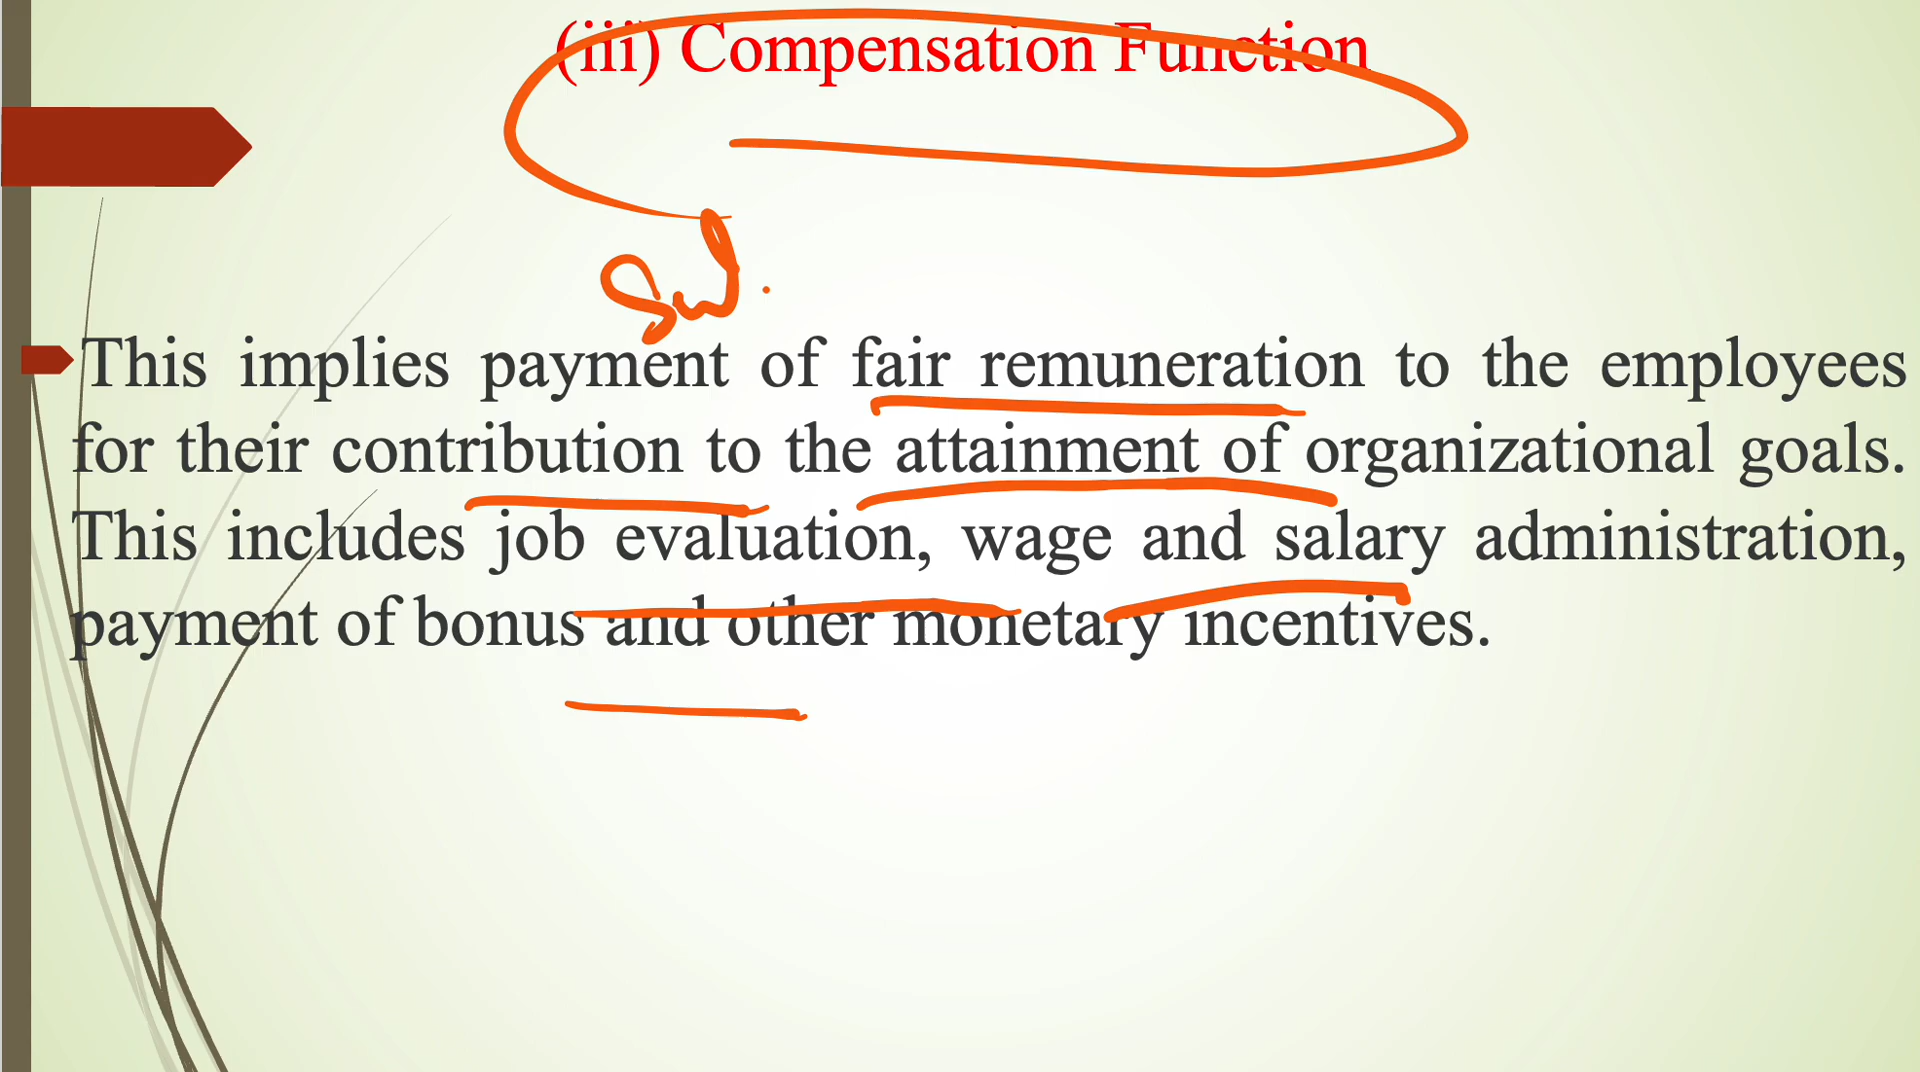 (iii) Compensation Function
This implies payment of fair remuneration to the employees
for their contribution to the attainment of organizational goals.
This includes job evaluation, wage and salary administration,
payment of bonus and other monetary incentives.